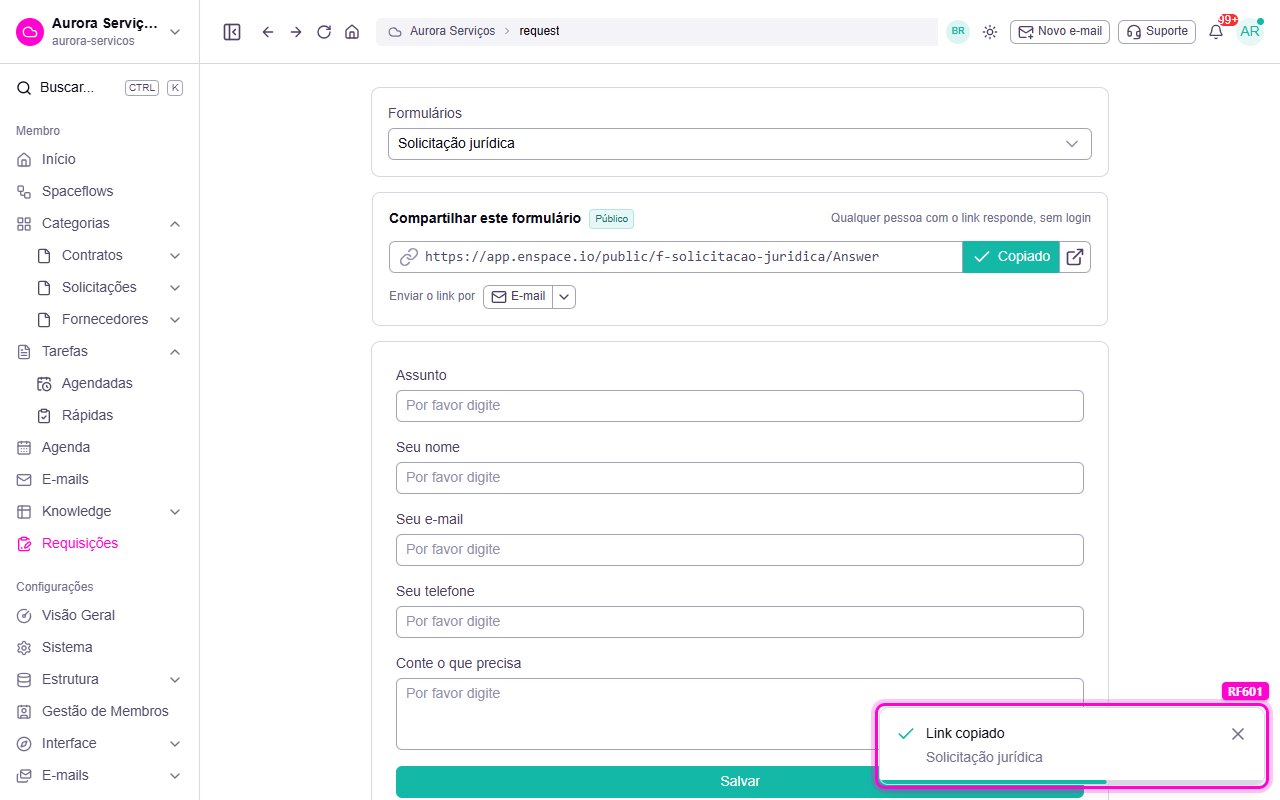 Aurora Serviç...
aurora-servicos
Aurora Serviços > request
BR
Novo e-mail
Suporte
99+
AR
Buscar...
CTRL K
Membro
Início
Spaceflows
Categorias
Contratos
Solicitações
Fornecedores
Tarefas
Agendadas
Rápidas
Agenda
E-mails
Knowledge
Requisições
Configurações
Visão Geral
Sistema
Estrutura
Gestão de Membros
Interface
E-mails
Formulários
Solicitação jurídica
Compartilhar este formulário
Público
Qualquer pessoa com o link responde, sem login
https://app.enspace.io/public/f-solicitacao-juridica/Answer
Copiado
Enviar o link por
E-mail
Assunto
Por favor digite
Seu nome
Por favor digite
Seu e-mail
Por favor digite
Seu telefone
Por favor digite
Conte o que precisa
Por favor digite
Salvar
RF601
Link copiado
Solicitação jurídica